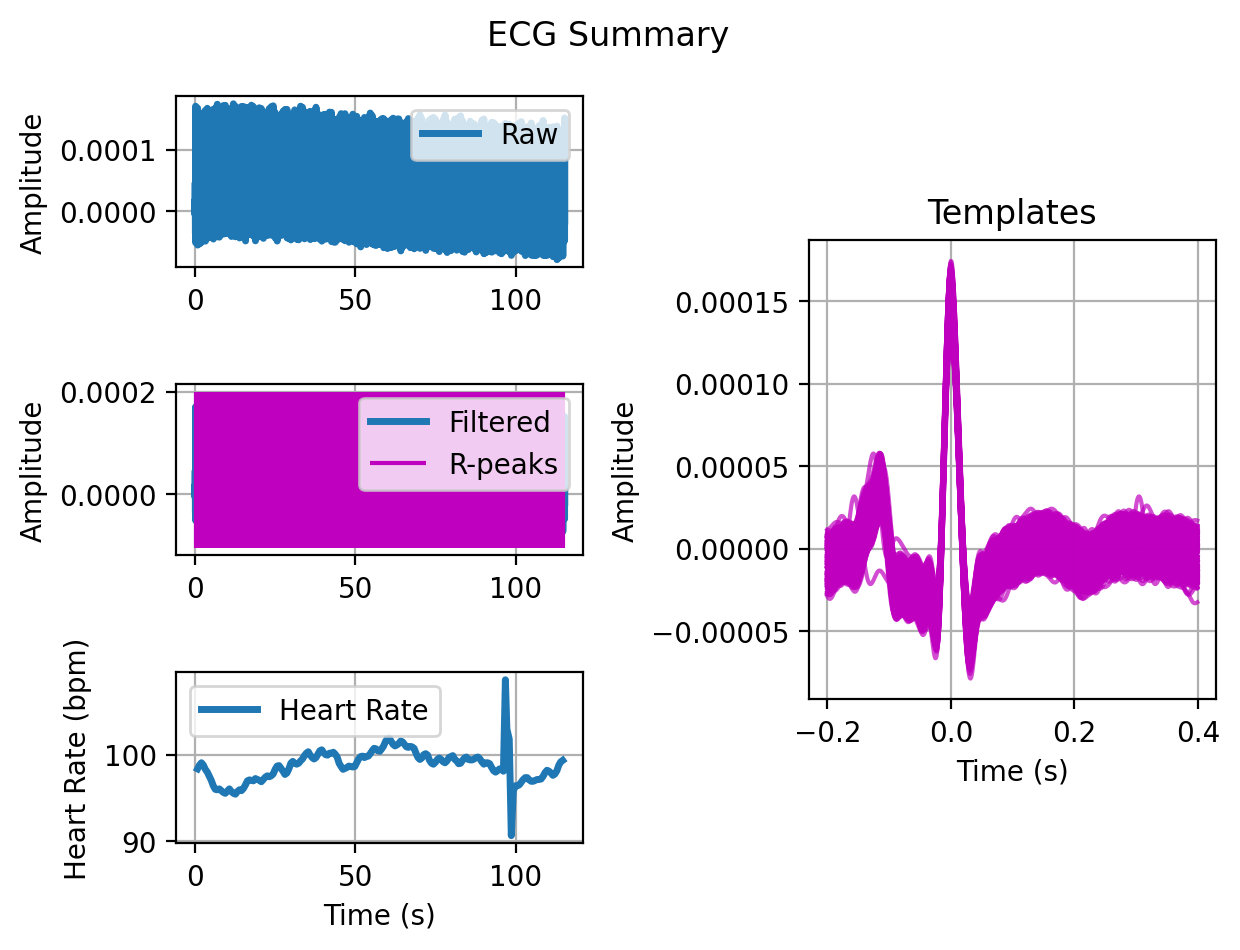 ECG Summary
Amplitude
0.0001
0.0000
Raw
0
50
100
Amplitude
0.0002
0.0000
Filtered
R-peaks
0
50
100
Heart Rate (bpm)
100
90
Heart Rate
0
50
100
Time (s)
Templates
Amplitude
0.00015
0.00010
0.00005
0.00000
−0.00005
−0.2
0.0
0.2
0.4
Time (s)